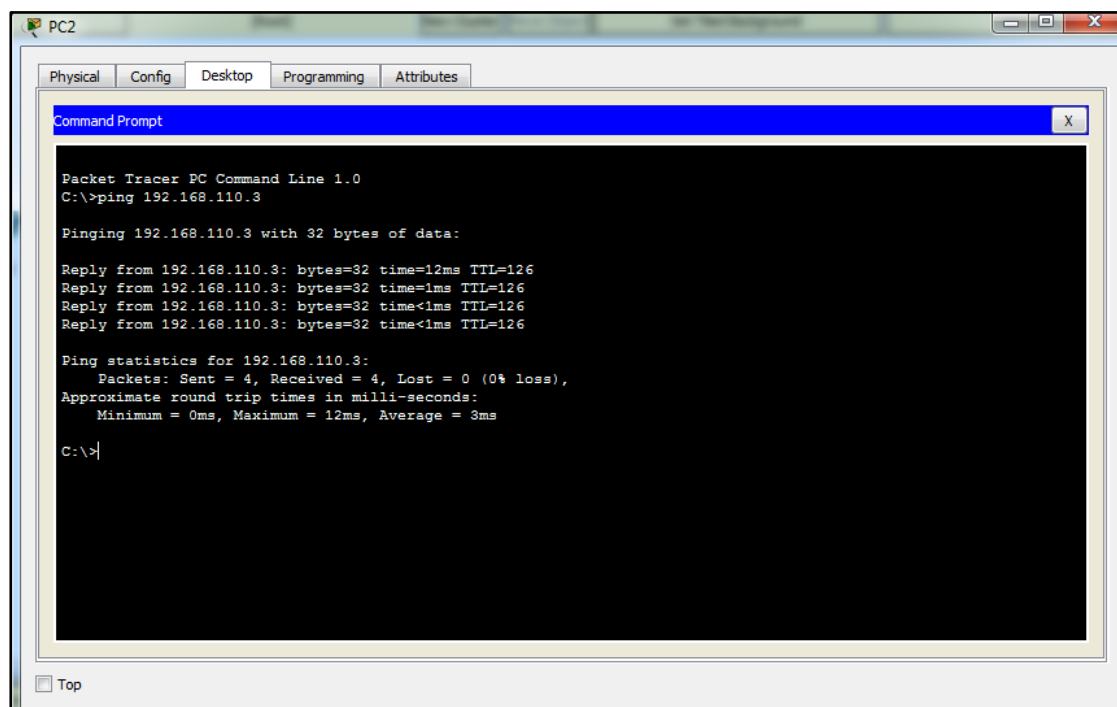 PC2
Physical Config Desktop Programming Attributes
Command Prompt
X
Packet Tracer PC Command Line 1.0
C:\>ping 192.168.110.3
Pinging 192.168.110.3 with 32 bytes of data:
Reply from 192.168.110.3: bytes=32 time=12ms TTL=126
Reply from 192.168.110.3: bytes=32 time=1ms TTL=126
Reply from 192.168.110.3: bytes=32 time<1ms TTL=126
Reply from 192.168.110.3: bytes=32 time<1ms TTL=126
Ping statistics for 192.168.110.3:
Packets: Sent = 4, Received = 4, Lost = 0 (0% loss),
Approximate round trip times in milli-seconds:
Minimum = 0ms, Maximum = 12ms, Average = 3ms
C:\>
Top